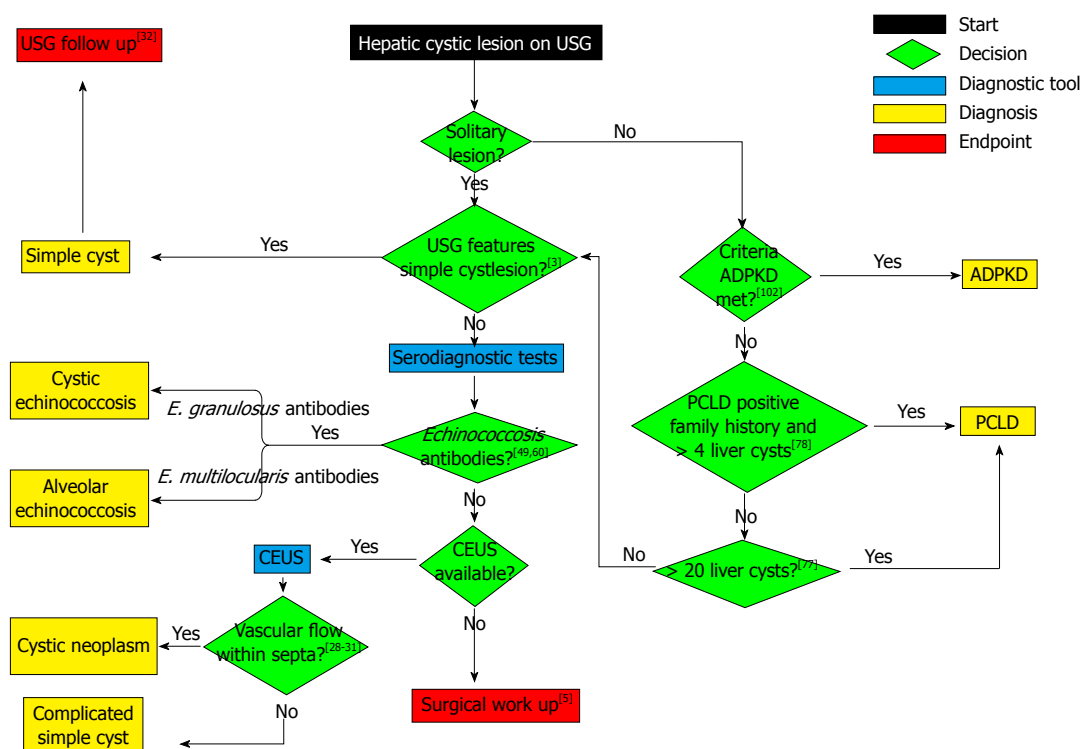 USG follow up[32]
Hepatic cystic lesion on USG
Start
Decision
Diagnostic tool
Diagnosis
Endpoint
Solitary
lesion?
No
Yes
Simple cyst
Yes
USG features
simple cystlesion?[3]
Criteria
ADPKD
met?[102]
Yes
ADPKD
No
Serodiagnostic tests
No
Cystic
echinococcosis
E. granulosus antibodies
Yes
Echinococcosis
antibodies?[49,60]
PCLD positive
family history and
> 4 liver cysts[78]
Yes
PCLD
E. multilocularis antibodies
Alveolar
echinococcosis
No
No
CEUS
Yes
CEUS
available?
No
> 20 liver cysts?[77]
Yes
Cystic neoplasm
Yes
Vascular flow
within septa?[28-31]
No
Complicated
simple cyst
No
Surgical work up[5]